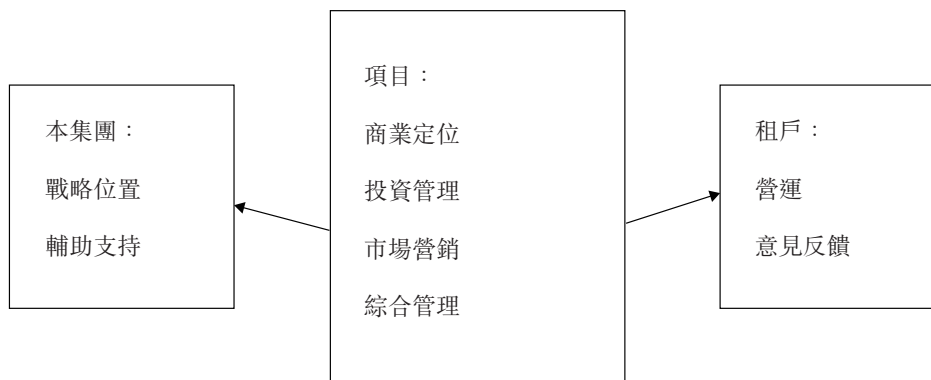 本集團：
戰略位置
輔助支持
項目：
商業定位
投資管理
市場營銷
綜合管理
租戶：
營運
意見反饋